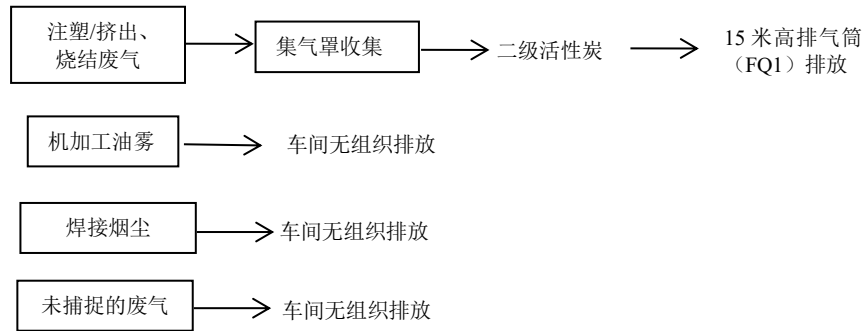 注塑/挤出、
烧结废气
集气罩收集
二级活性炭
15 米高排气筒
（FQ1）排放
机加工油雾
车间无组织排放
焊接烟尘
车间无组织排放
未捕捉的废气
车间无组织排放